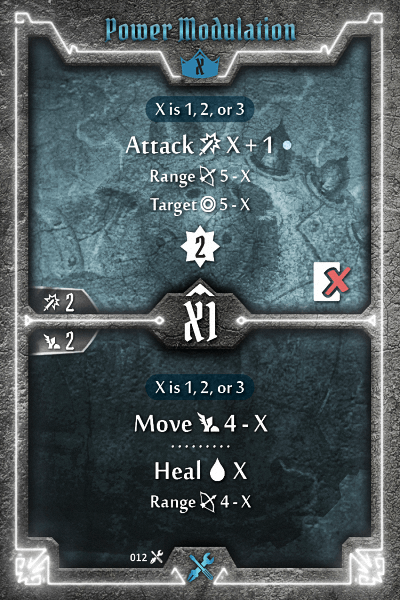 Power Modulation
X
X is 1, 2, or 3
Attack X + 1
Range 5 - X
Target 5 - X
2
2
2
X is 1, 2, or 3
Move 4 - X
Heal X
Range 4 - X
012